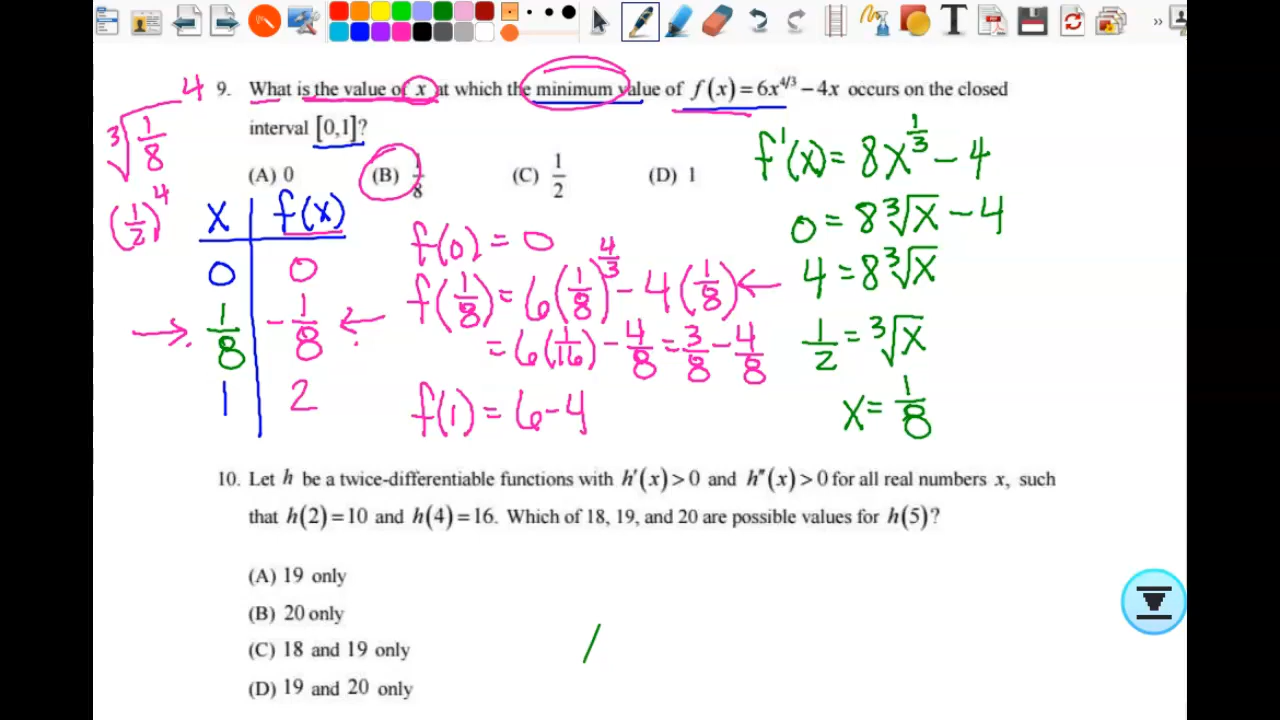 9. What is the value of x at which the minimum value of f(x)=6x^{4/3}−4x occurs on the closed
interval [0,1]?
(A) 0 (B) 1/8 (C) 1/2 (D) 1
∛(1/8)^4
(1/2)^4
x f(x)
0 0
1/8 −1/8
1 2
f(0) = 0
f(1/8) = 6(1/8)^{4/3} − 4(1/8)
= 6(1/16) − 4/8 = 3/8 − 4/8
f(1) = 6−4
f'(x) = 8x^{1/3} − 4
0 = 8∛x − 4
4 = 8∛x
1/2 = ∛x
x = 1/8
10. Let h be a twice-differentiable functions with h′(x)>0 and h″(x)>0 for all real numbers x, such
that h(2)=10 and h(4)=16. Which of 18, 19, and 20 are possible values for h(5)?
(A) 19 only
(B) 20 only
(C) 18 and 19 only
(D) 19 and 20 only